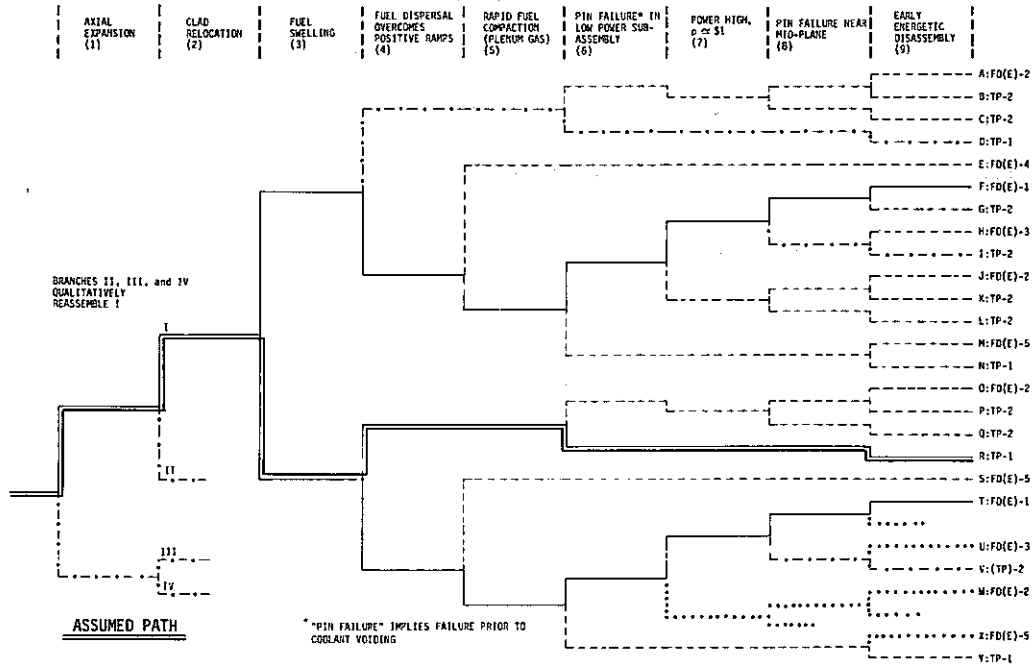 AXIAL
EXPANSION
(1)
CLAD
RELOCATION
(2)
FUEL
SWELLING
(3)
FUEL DISPERSAL
OVERCOMES
POSITIVE RAMPS
(4)
RAPID FUEL
COMPACTION
(PLENUM GAS)
(5)
PIN FAILURE* IN
LOW POWER SUB-
ASSEMBLY
(6)
POWER HIGH,
ρ ≃ $1
(7)
PIN FAILURE NEAR
MID-PLANE
(8)
EARLY
ENERGETIC
DISASSEMBLY
(9)
A:FD(E)-2
B:TP-2
C:TP-2
D:TP-1
E:FD(E)-4
F:FD(E)-1
G:TP-2
H:FD(E)-3
I:TP-2
BRANCHES II, III, and IV
QUALITATIVELY
REASSEMBLE I
J:FD(E)-2
K:TP-2
L:TP-2
I
M:FD(E)-5
N:TP-1
O:FD(E)-2
P:TP-2
Q:TP-2
R:TP-1
II
S:FD(E)-5
T:FD(E)-1
III
U:FD(E)-3
V:(TP)-2
IV
W:FD(E)-2
ASSUMED PATH
* "PIN FAILURE" IMPLIES FAILURE PRIOR TO
COOLANT VOIDING
X:FD(E)-5
Y:TP-1